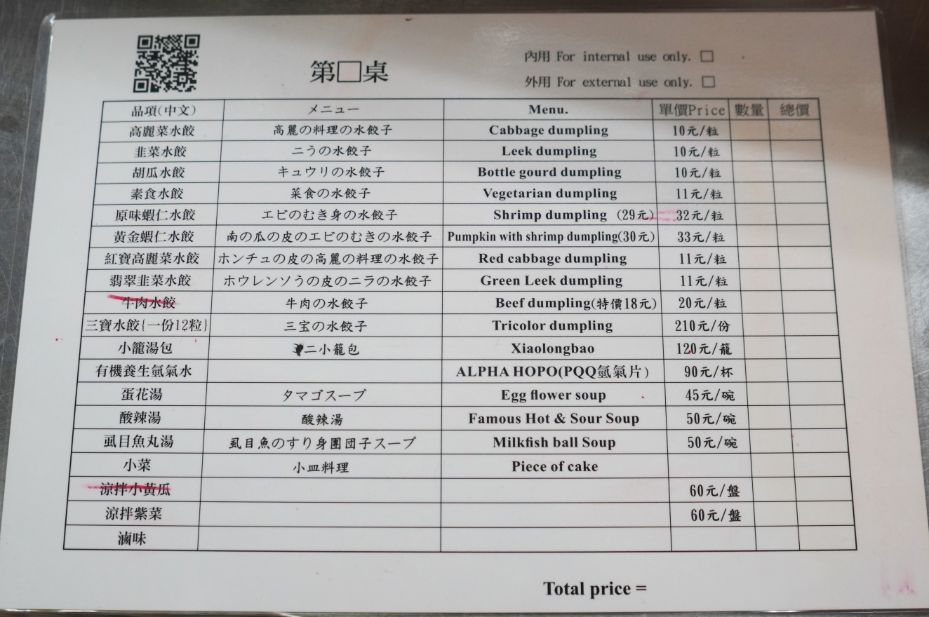 第□桌
內用 For internal use only. □
外用 For external use only. □
品項(中文) メニュー Menu. 單價Price 數量 總價
高麗菜水餃 高麗の料理の水餃子 Cabbage dumpling 10元/粒
韭菜水餃 ニうの水餃子 Leek dumpling 10元/粒
胡瓜水餃 キュウリの水餃子 Bottle gourd dumpling 10元/粒
素食水餃 菜食の水餃子 Vegetarian dumpling 11元/粒
原味蝦仁水餃 エビのむき身の水餃子 Shrimp dumpling (29元) 32元/粒
黃金蝦仁水餃 南の瓜の皮のエビのむきの水餃子 Pumpkin with shrimp dumpling(30元) 33元/粒
紅寶高麗菜水餃 ホンチュの皮の高麗の料理の水餃子 Red cabbage dumpling 11元/粒
翡翠韭菜水餃 ホウレンソうの皮のニラの水餃子 Green Leek dumpling 11元/粒
牛肉水餃 牛肉の水餃子 Beef dumpling(特價18元) 20元/粒
三寶水餃(一份12粒) 三宝の水餃子 Tricolor dumpling 210元/份
小籠湯包 二小籠包 Xiaolongbao 120元/籠
有機養生氫氣水 ALPHA HOPO(PQQ氫氣片) 90元/杯
蛋花湯 タマゴスープ Egg flower soup 45元/碗
酸辣湯 酸辣湯 Famous Hot & Sour Soup 50元/碗
虱目魚丸湯 虱目魚のすり身團団子スープ Milkfish ball Soup 50元/碗
小菜 小皿料理 Piece of cake
涼拌小黃瓜 60元/盤
涼拌紫菜 60元/盤
滷味
Total price =